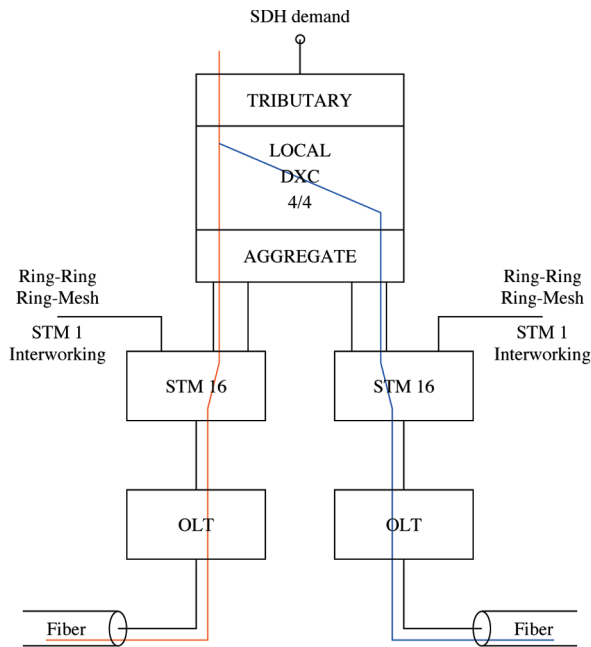 SDH demand
TRIBUTARY
LOCAL
DXC
4/4
AGGREGATE
Ring-Ring
Ring-Mesh
STM 1
Interworking
Ring-Ring
Ring-Mesh
STM 1
Interworking
STM 16
STM 16
OLT
OLT
Fiber
Fiber